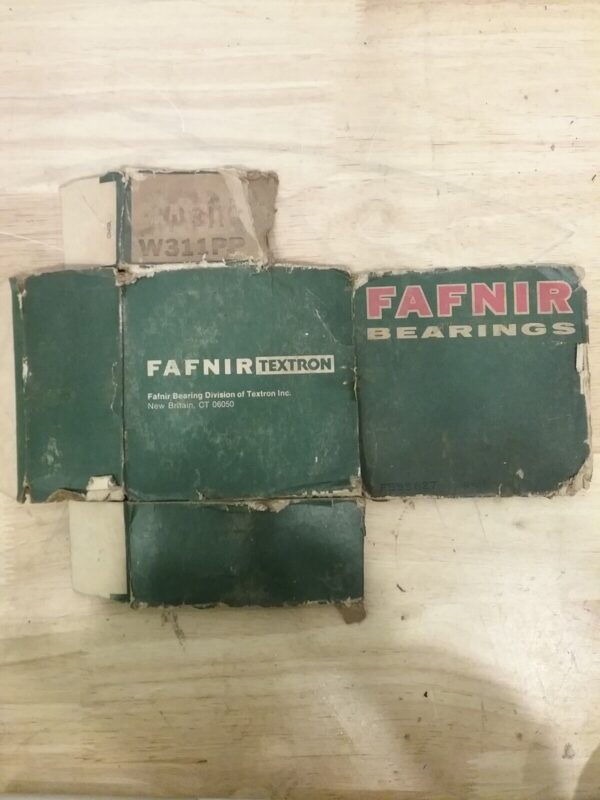 W311PP
FAFNIR TEXTRON
Fafnir Bearing Division of Textron Inc.
New Britain, CT 06050
FAFNIR
BEARINGS